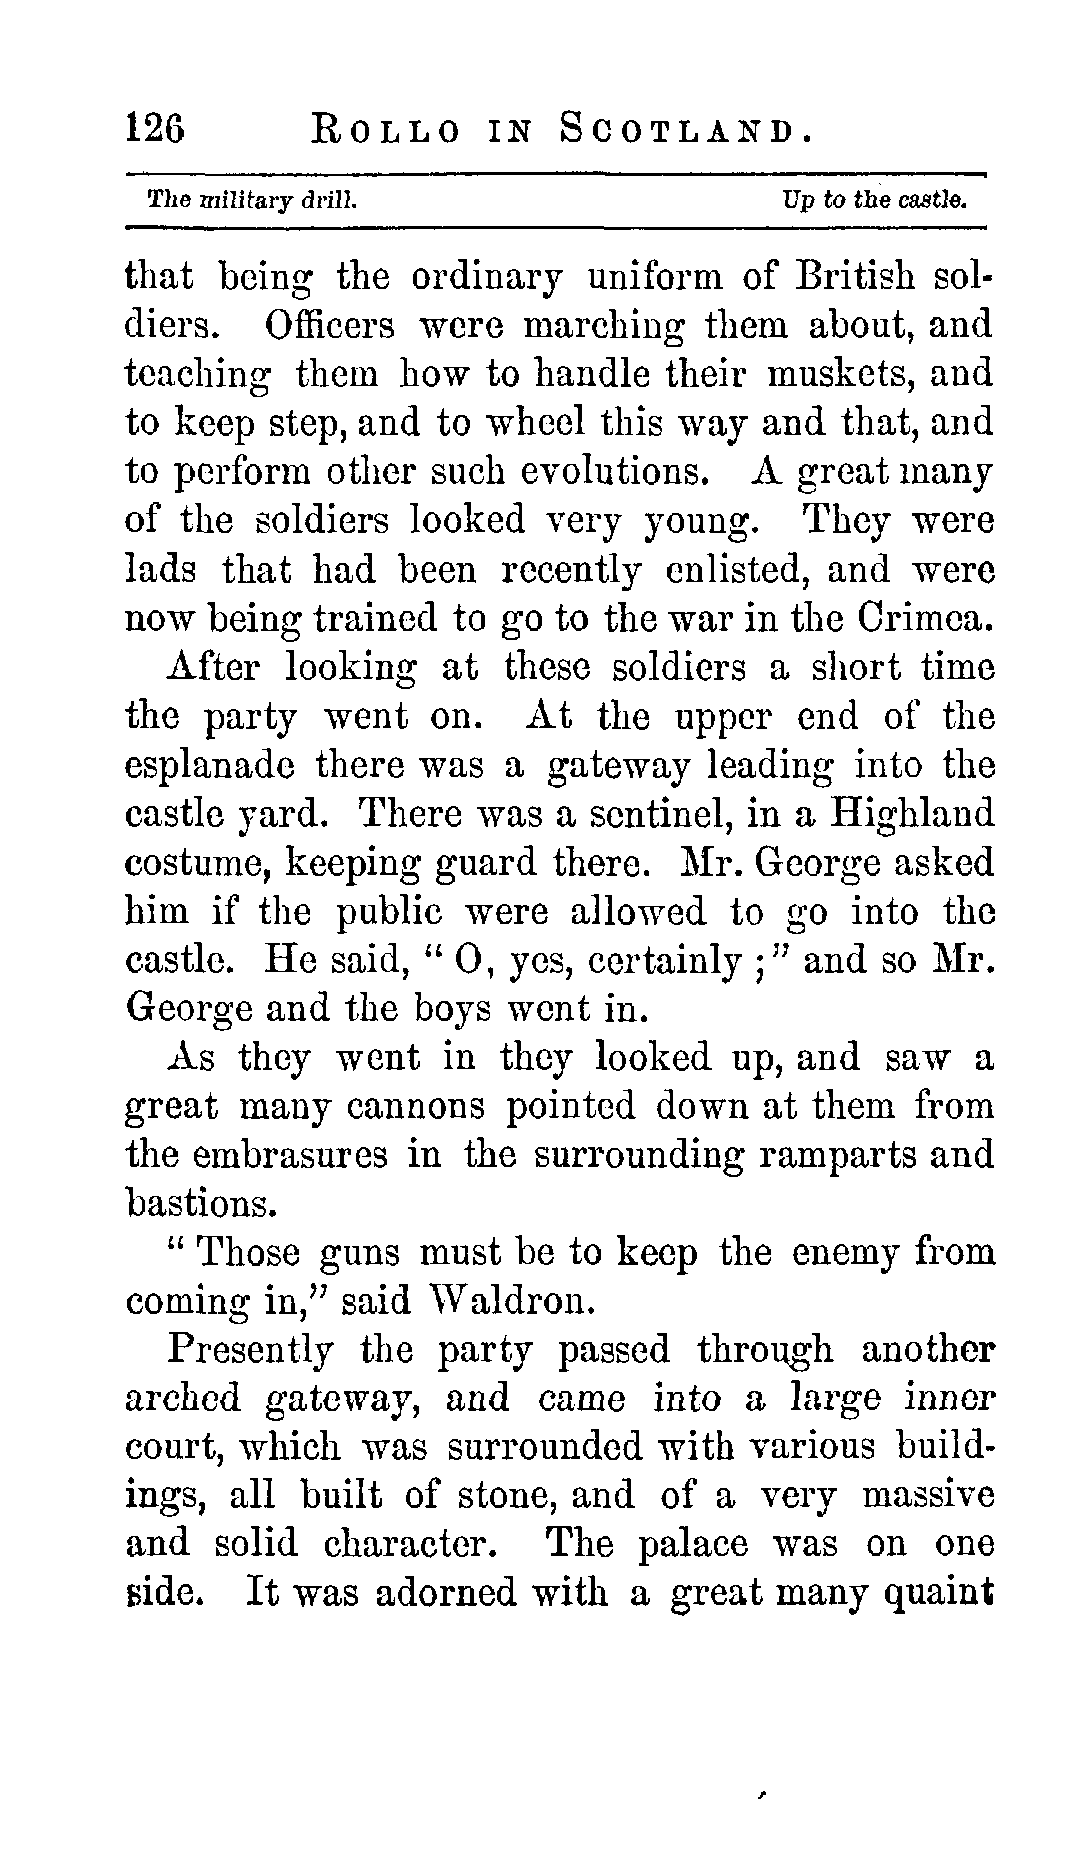 126 ROLLO IN SCOTLAND.
The military drill. Up to the castle.
that being the ordinary uniform of British sol-
diers. Officers were marching them about, and
teaching them how to handle their muskets, and
to keep step, and to wheel this way and that, and
to perform other such evolutions. A great many
of the soldiers looked very young. They were
lads that had been recently enlisted, and were
now being trained to go to the war in the Crimea.
After looking at these soldiers a short time
the party went on. At the upper end of the
esplanade there was a gateway leading into the
castle yard. There was a sentinel, in a Highland
costume, keeping guard there. Mr. George asked
him if the public were allowed to go into the
castle. He said, “ O, yes, certainly ;” and so Mr.
George and the boys went in.
As they went in they looked up, and saw a
great many cannons pointed down at them from
the embrasures in the surrounding ramparts and
bastions.
“ Those guns must be to keep the enemy from
coming in,” said Waldron.
Presently the party passed through another
arched gateway, and came into a large inner
court, which was surrounded with various build-
ings, all built of stone, and of a very massive
and solid character. The palace was on one
side. It was adorned with a great many quaint